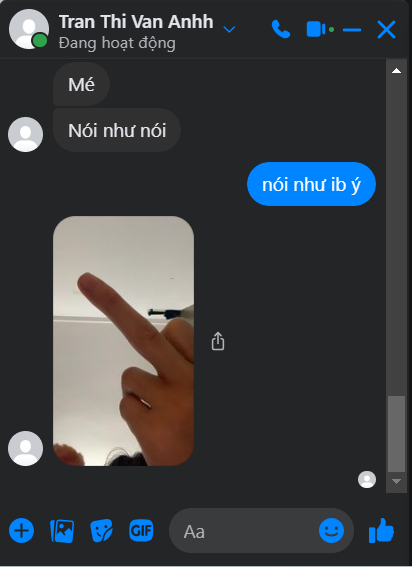 Tran Thi Van Anhh
Đang hoạt động
Mé
Nói như nói
nói như ib ý
GIF
Aa